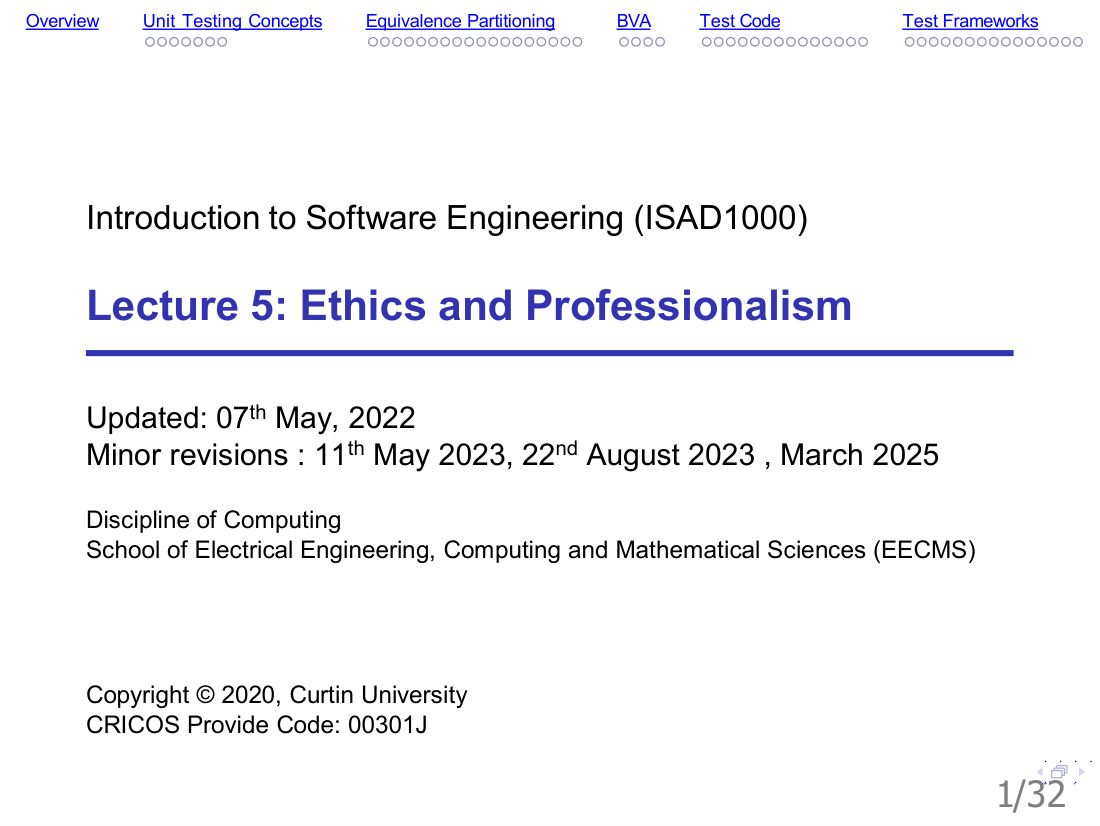 Overview Unit Testing Concepts Equivalence Partitioning BVA Test Code Test Frameworks
Introduction to Software Engineering (ISAD1000)
Lecture 5: Ethics and Professionalism
Updated: 07th May, 2022
Minor revisions : 11th May 2023, 22nd August 2023 , March 2025
Discipline of Computing
School of Electrical Engineering, Computing and Mathematical Sciences (EECMS)
Copyright © 2020, Curtin University
CRICOS Provide Code: 00301J
1/32